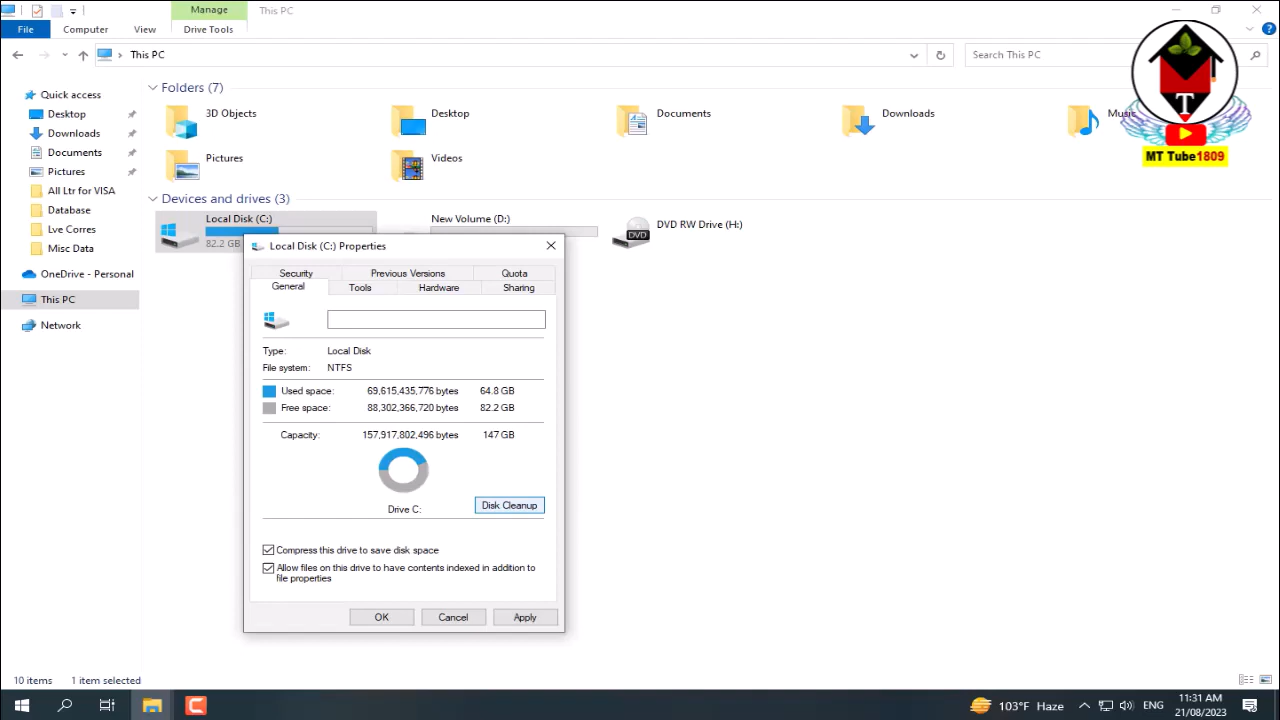 Manage
This PC
File
Computer
View
Drive Tools
This PC
Search This PC
Quick access
Desktop
Downloads
Documents
Pictures
All Ltr for VISA
Database
Lve Corres
Misc Data
OneDrive - Personal
This PC
Network
Folders (7)
3D Objects
Desktop
Documents
Downloads
Music
Pictures
Videos
Devices and drives (3)
Local Disk (C:)
82.2 GB
New Volume (D:)
DVD
DVD RW Drive (H:)
T
MT Tube1809
Local Disk (C:) Properties
Security
Previous Versions
Quota
General
Tools
Hardware
Sharing
Type: Local Disk
File system: NTFS
Used space: 69,615,435,776 bytes 64.8 GB
Free space: 88,302,366,720 bytes 82.2 GB
Capacity: 157,917,802,496 bytes 147 GB
Drive C:
Disk Cleanup
Compress this drive to save disk space
Allow files on this drive to have contents indexed in addition to
file properties
OK
Cancel
Apply
10 items
1 item selected
103°F Haze
ENG
11:31 AM
21/08/2023